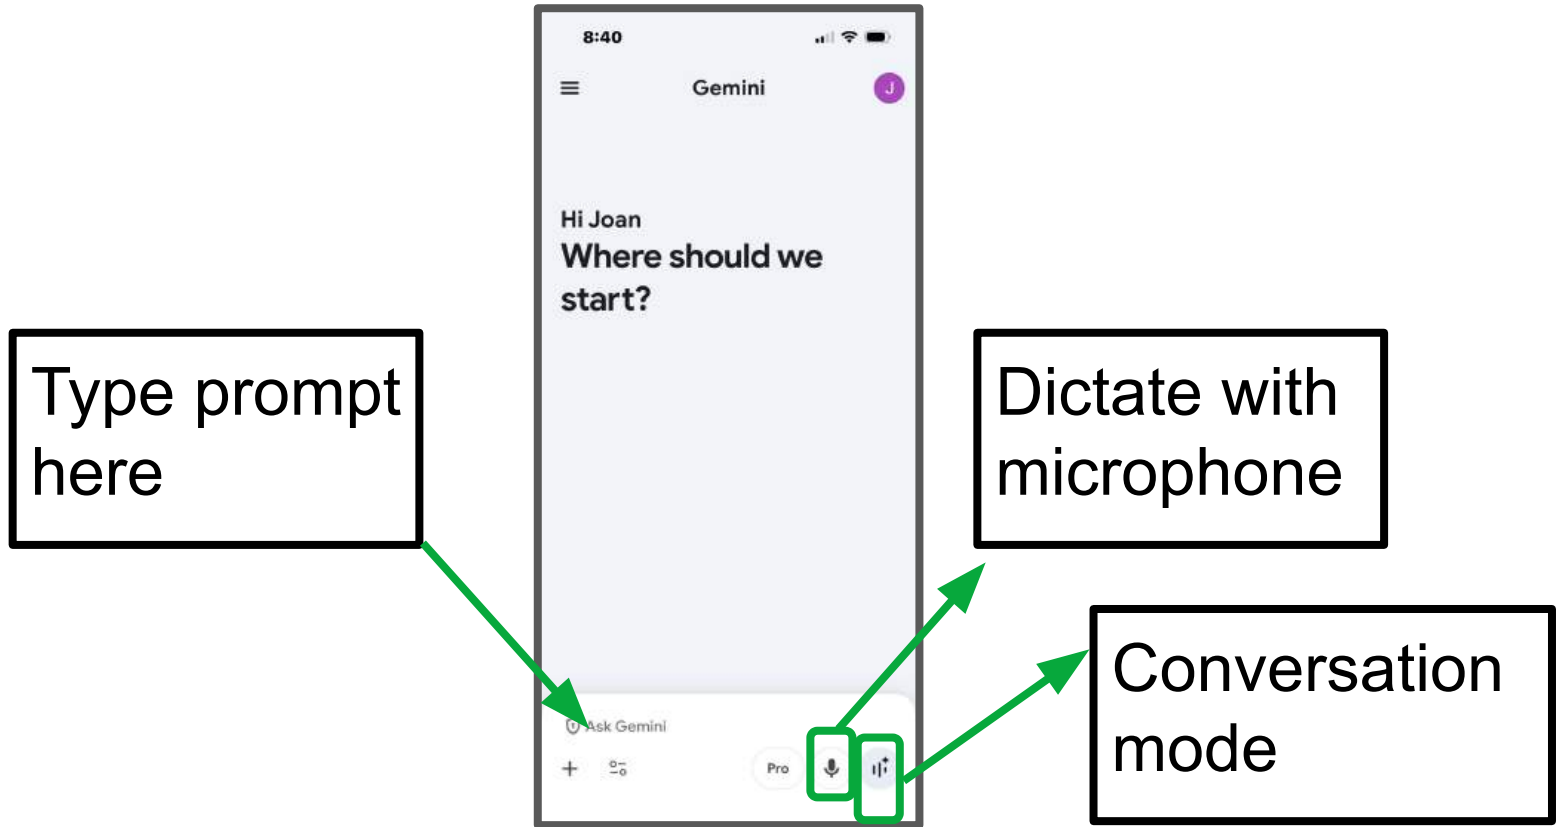 8:40
Gemini
J
Hi Joan
Where should we
start?
Type prompt
here
Dictate with
microphone
Conversation
mode
Ask Gemini
Pro